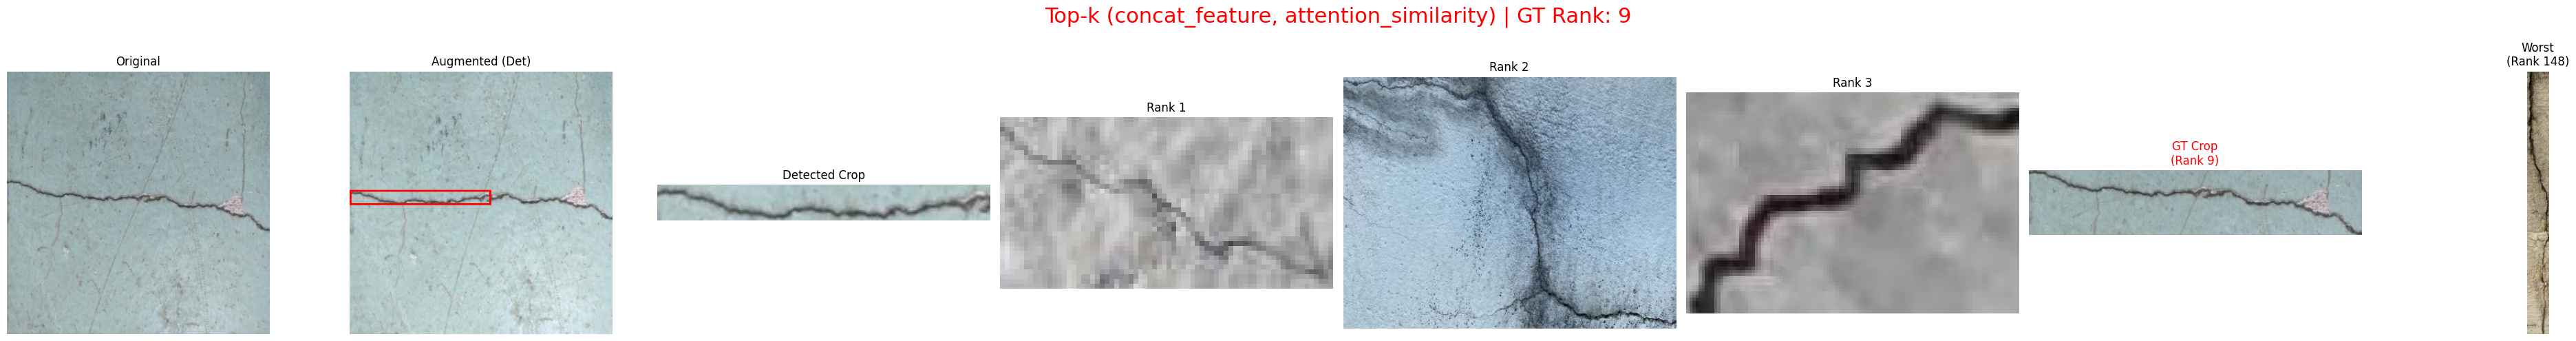 Top-k (concat_feature, attention_similarity) | GT Rank: 9
Original
Augmented (Det)
Detected Crop
Rank 1
Rank 2
Rank 3
GT Crop
(Rank 9)
Worst
(Rank 148)